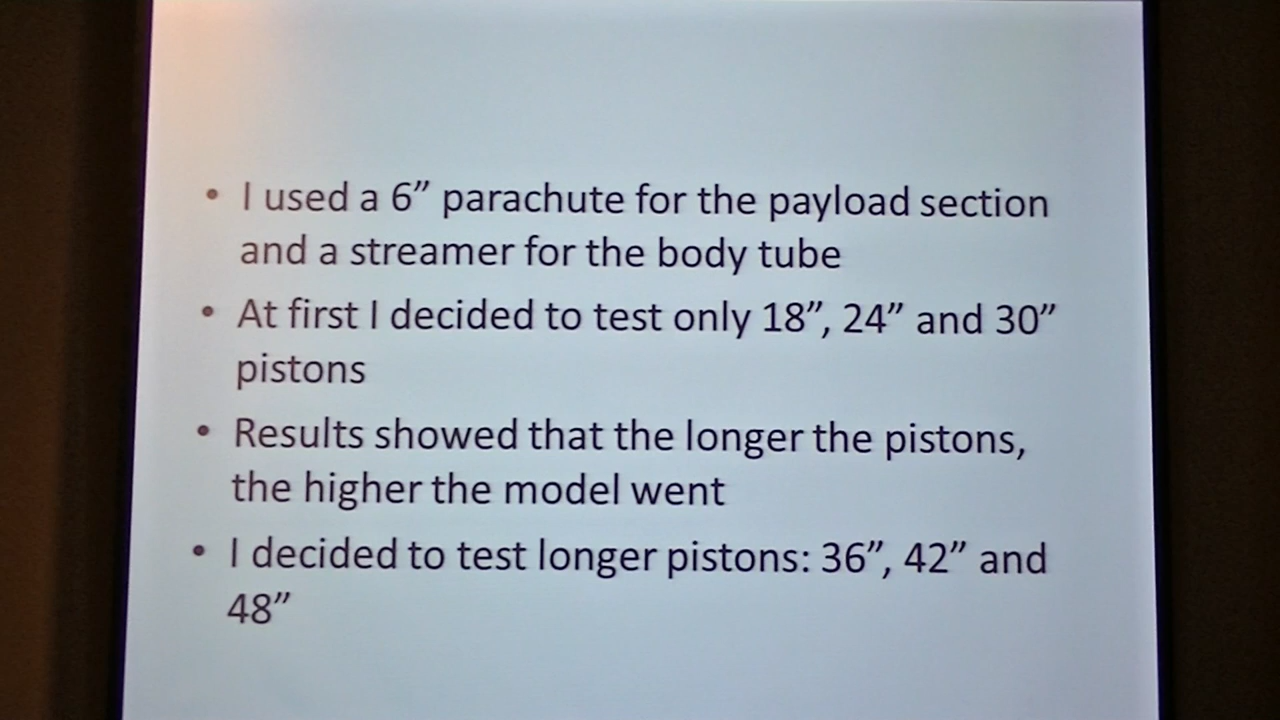 • I used a 6” parachute for the payload section
and a streamer for the body tube
• At first I decided to test only 18”, 24” and 30”
pistons
• Results showed that the longer the pistons,
the higher the model went
• I decided to test longer pistons: 36”, 42” and
48”